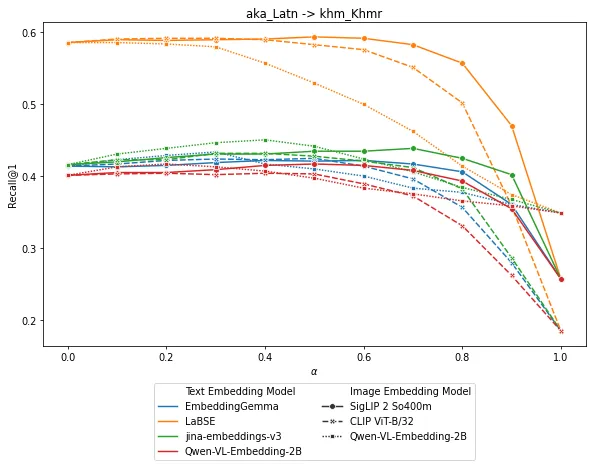 aka_Latn -> khm_Khmr
0.6
0.5
0.4
0.3
0.2
Recall@1
0.0 0.2 0.4 0.6 0.8 1.0
α
Text Embedding Model Image Embedding Model
EmbeddingGemma SigLIP 2 So400m
LaBSE CLIP ViT-B/32
jina-embeddings-v3 Qwen-VL-Embedding-2B
Qwen-VL-Embedding-2B